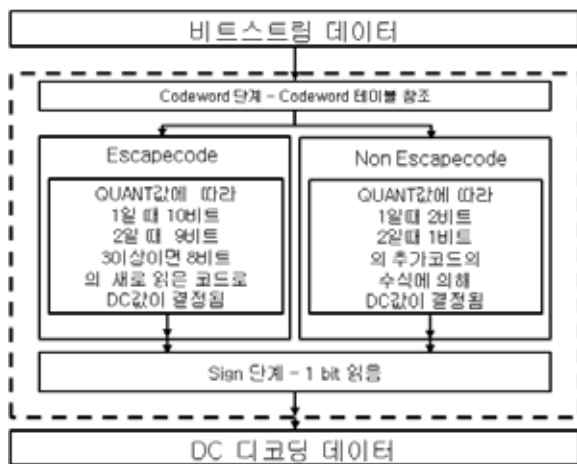 비트스트림 데이터
Codeword 단계 - Codeword 테이블 참조
Escapecode
QUANT값에 따라
1일 때 10비트
2일 때 9비트
3이상이면 8비트
의 새로 읽은 코드로
DC값이 결정됨
Non Escapecode
QUANT값에 따라
1일때 2비트
2일때 1비트
의 추가코드의
수식에 의해
DC값이 결정됨
Sign 단계 - 1 bit 읽음
DC 디코딩 데이터